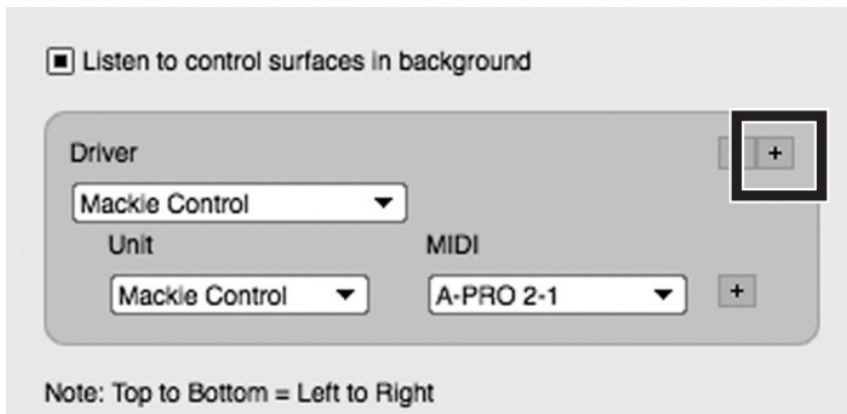 Listen to control surfaces in background
Driver
+
Mackie Control
Unit
MIDI
Mackie Control
A-PRO 2-1
+
Note: Top to Bottom = Left to Right